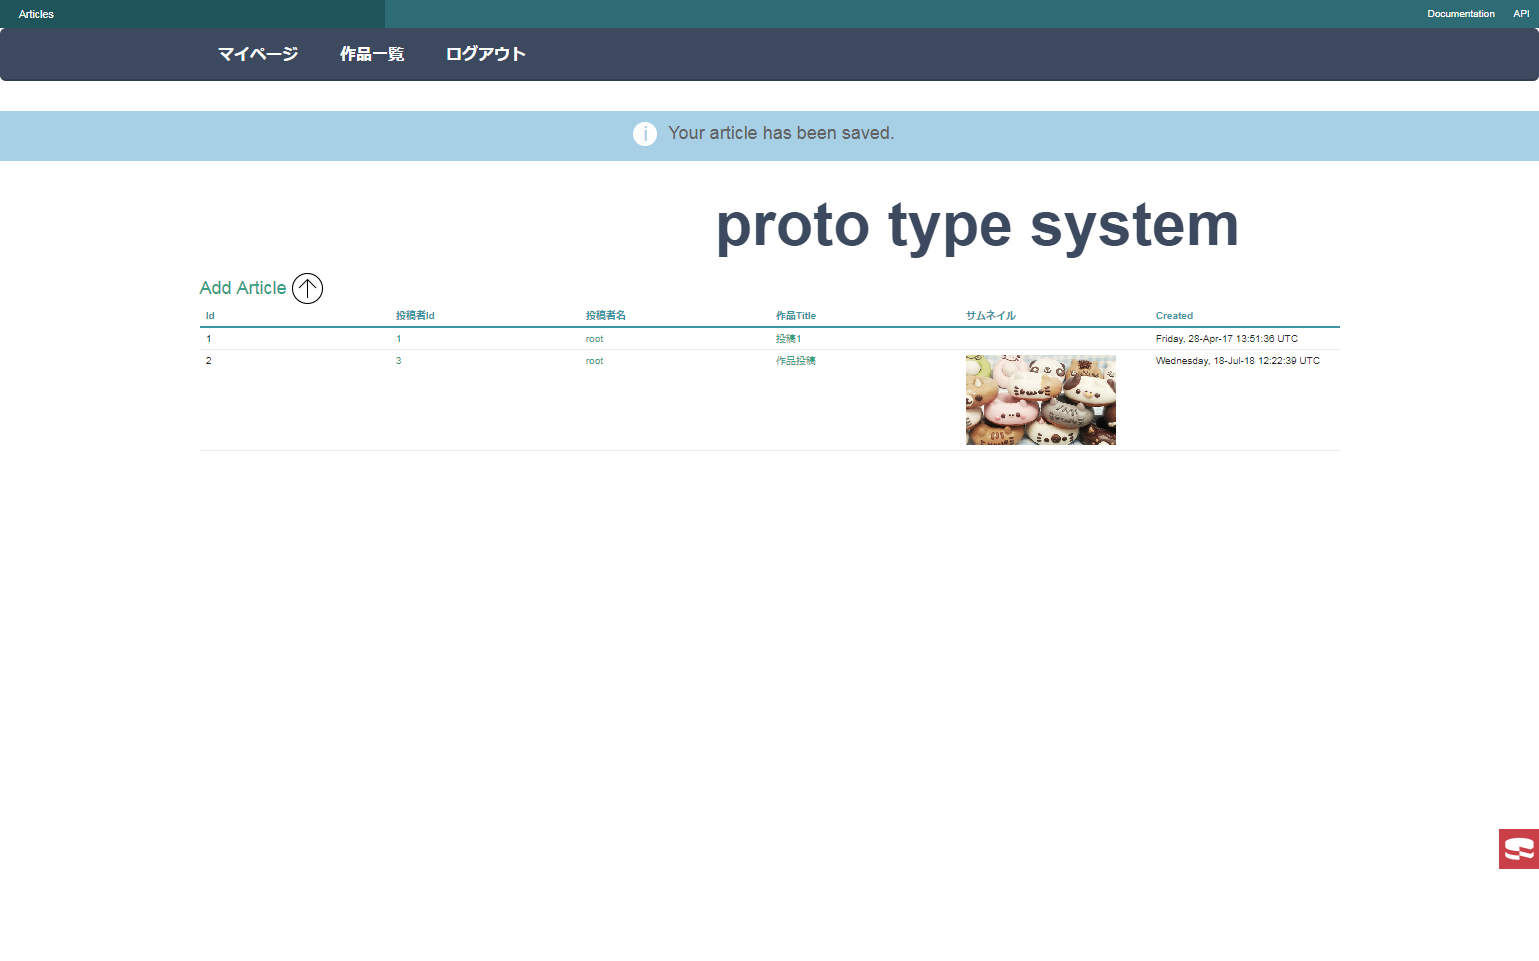 Articles Documentation API
マイページ 作品一覧 ログアウト
i Your article has been saved.
proto type system
Add Article
Id 投稿者Id 投稿者名 作品Title サムネイル Created
1 1 root 投稿1 Friday, 28-Apr-17 13:51:36 UTC
2 3 root 作品投稿 Wednesday, 18-Jul-18 12:22:39 UTC